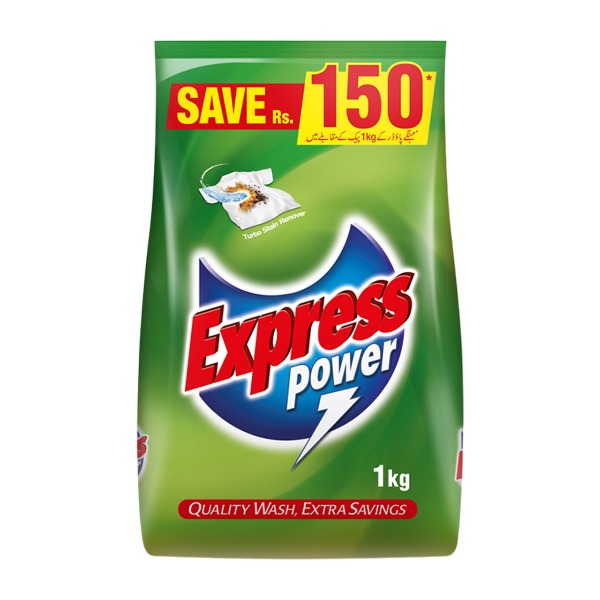 SAVE Rs. 150*
مہنگے پاؤڈر کے 1kg پیک کے مقابلے میں*
Turbo Stain Remover
Express
power
1kg
QUALITY WASH, EXTRA SAVINGS